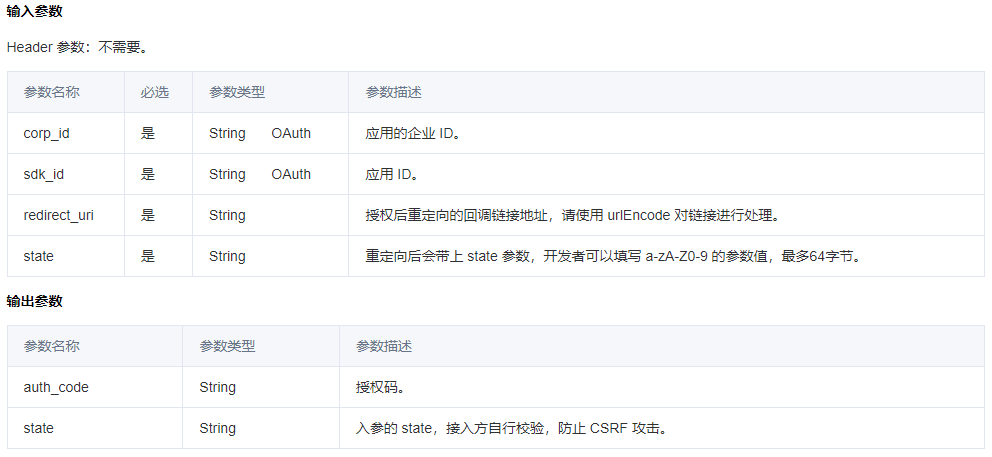 输入参数
Header 参数：不需要。
参数名称 必选 参数类型 参数描述
corp_id 是 String OAuth 应用的企业 ID。
sdk_id 是 String OAuth 应用 ID。
redirect_uri 是 String 授权后重定向的回调链接地址，请使用 urlEncode 对链接进行处理。
state 是 String 重定向后会带上 state 参数，开发者可以填写 a-zA-Z0-9 的参数值，最多64字节。
输出参数
参数名称 参数类型 参数描述
auth_code String 授权码。
state String 入参的 state，接入方自行校验，防止 CSRF 攻击。